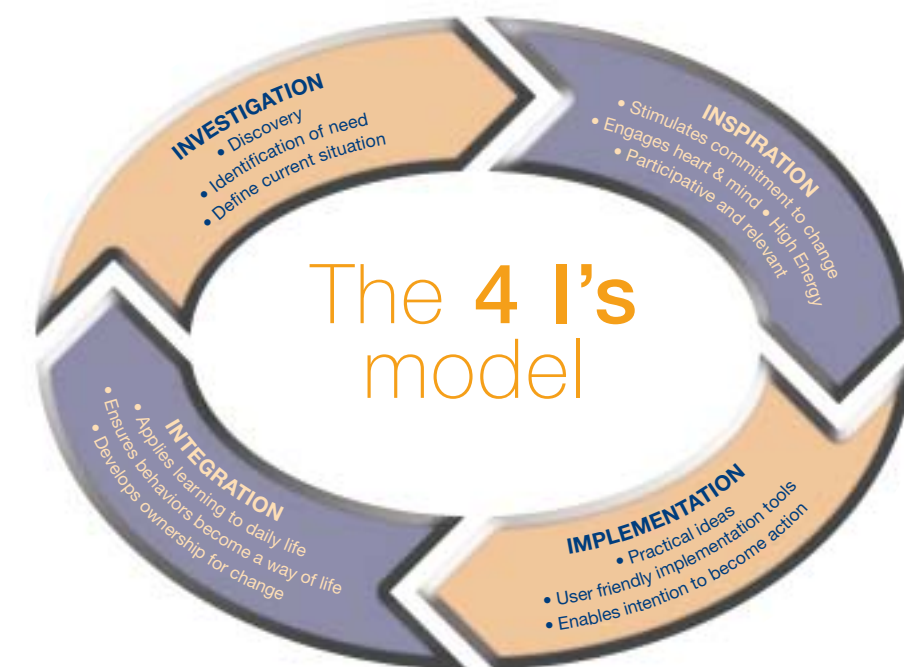 INVESTIGATION
• Discovery
• Identification of need
• Define current situation
INSPIRATION
• Stimulates commitment to change
• Engages heart & mind • High Energy
• Participative and relevant
The 4 I's
model
INTEGRATION
• Applies learning to daily life
• Ensures behaviors become a way of life
• Develops ownership for change
IMPLEMENTATION
• Practical ideas
• User friendly implementation tools
• Enables intention to become action